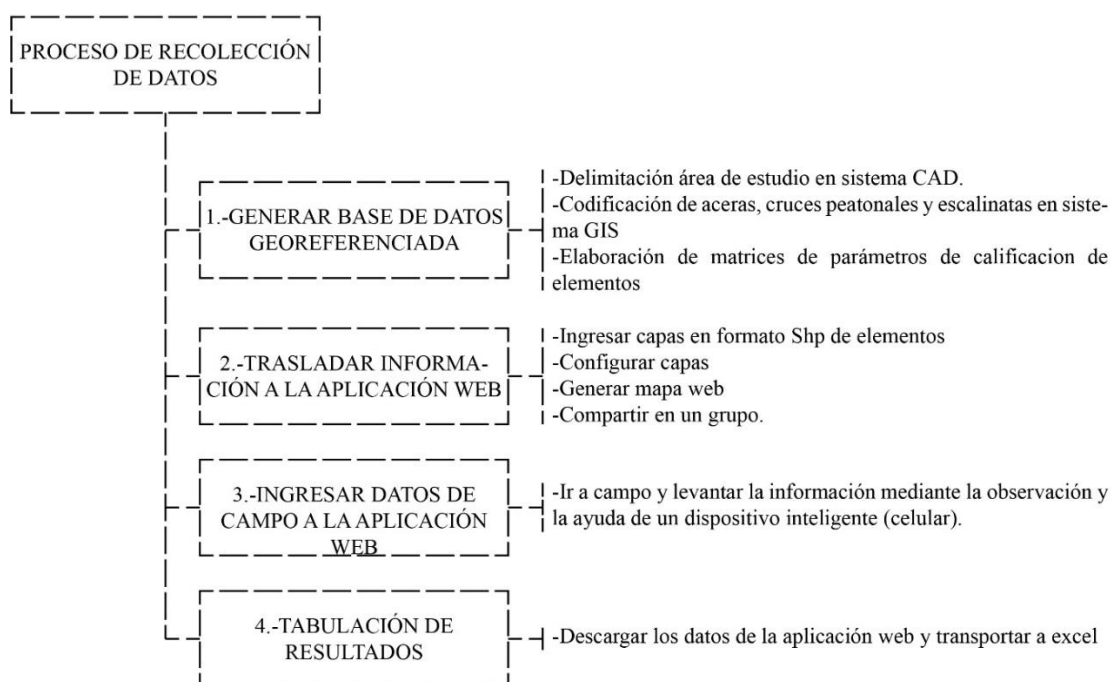 PROCESO DE RECOLECCIÓN
DE DATOS
1.-GENERAR BASE DE DATOS
GEOREFERENCIADA
-Delimitación área de estudio en sistema CAD.
-Codificación de aceras, cruces peatonales y escalinatas en siste-
ma GIS
-Elaboración de matrices de parámetros de calificacion de
elementos
2.-TRASLADAR INFORMA-
CIÓN A LA APLICACIÓN WEB
-Ingresar capas en formato Shp de elementos
-Configurar capas
-Generar mapa web
-Compartir en un grupo.
3.-INGRESAR DATOS DE
CAMPO A LA APLICACIÓN
WEB
-Ir a campo y levantar la información mediante la observación y
la ayuda de un dispositivo inteligente (celular).
4.-TABULACIÓN DE
RESULTADOS
-Descargar los datos de la aplicación web y transportar a excel